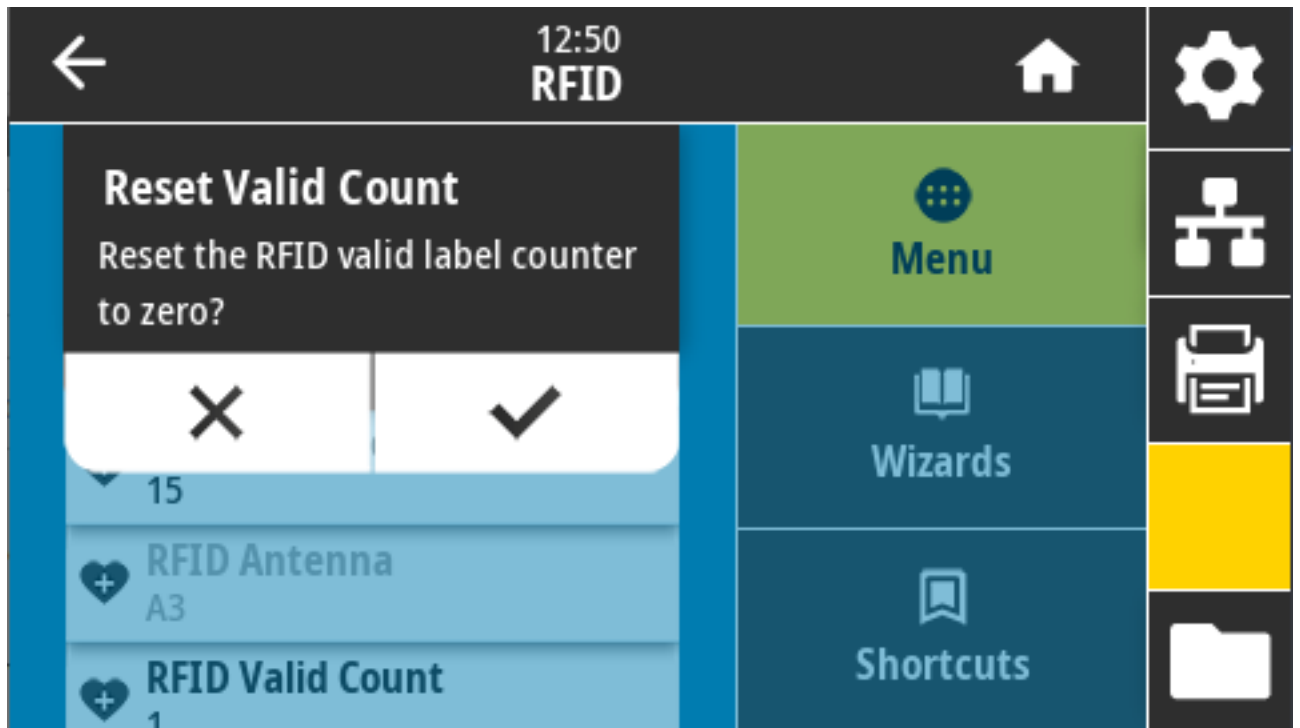 12:50
RFID
Reset Valid Count
Reset the RFID valid label counter
to zero?
15
RFID Antenna
A3
RFID Valid Count
1
Menu
Wizards
Shortcuts